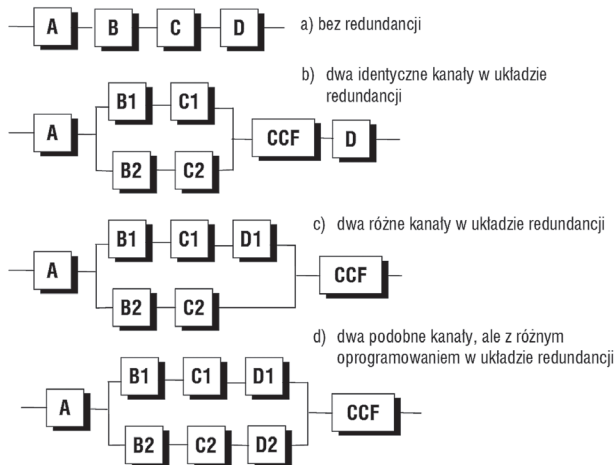 A B C D a) bez redundancji
b) dwa identyczne kanały w układzie
redundancji
B1 C1
A CCF D
B2 C2
c) dwa różne kanały w układzie redundancji
B1 C1 D1
A CCF
B2 C2
d) dwa podobne kanały, ale z różnym
oprogramowaniem w układzie redundancji
B1 C1 D1
A CCF
B2 C2 D2